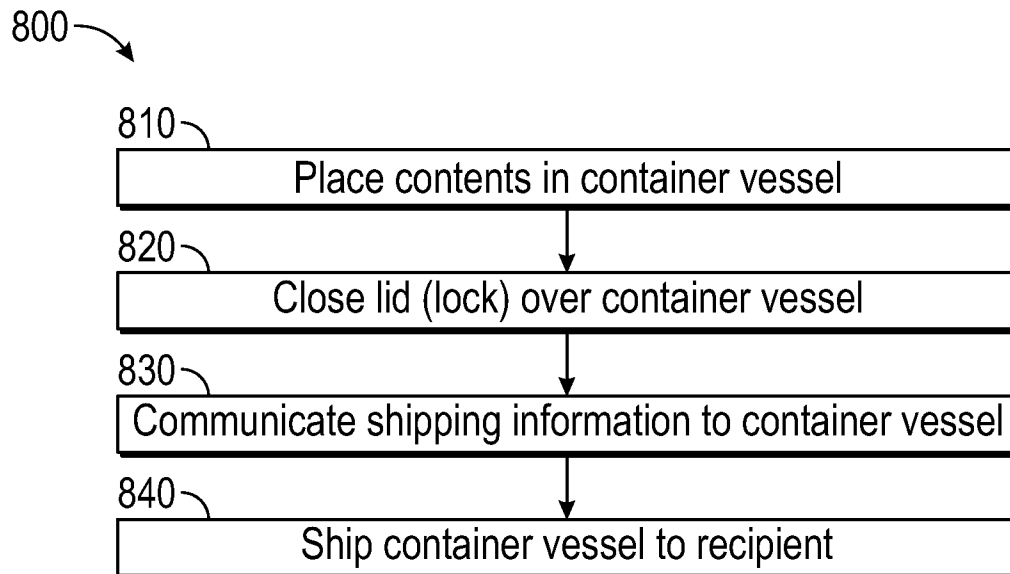 800
810
Place contents in container vessel
820
Close lid (lock) over container vessel
830
Communicate shipping information to container vessel
840
Ship container vessel to recipient